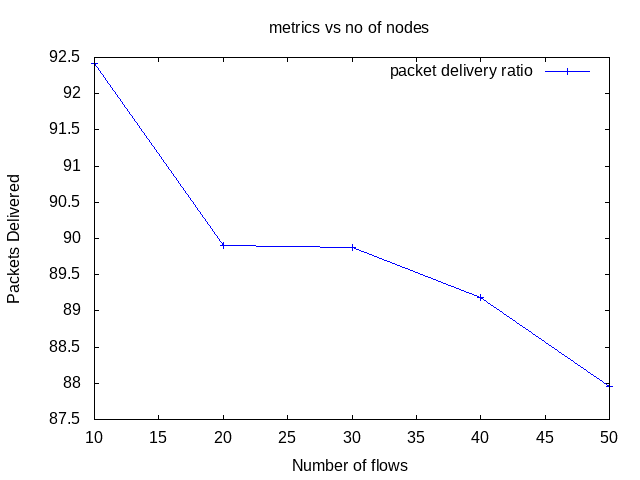 metrics vs no of nodes
packet delivery ratio
92.5
92
91.5
91
90.5
90
89.5
89
88.5
88
87.5
Packets Delivered
10 15 20 25 30 35 40 45 50
Number of flows